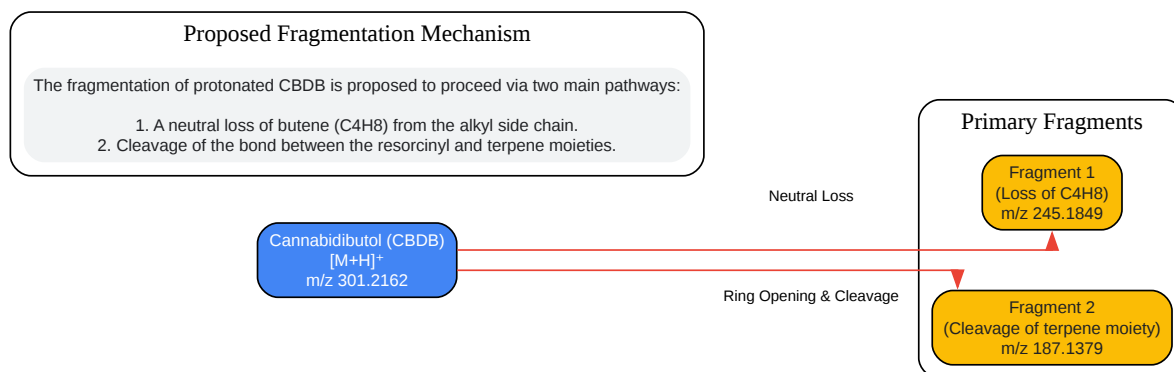 Proposed Fragmentation Mechanism
The fragmentation of protonated CBDB is proposed to proceed via two main pathways:
1. A neutral loss of butene (C4H8) from the alkyl side chain.
2. Cleavage of the bond between the resorcinyl and terpene moieties.
Primary Fragments
Fragment 1
(Loss of C4H8)
m/z 245.1849
Neutral Loss
Cannabidibutol (CBDB)
[M+H]⁺
m/z 301.2162
Ring Opening & Cleavage
Fragment 2
(Cleavage of terpene moiety)
m/z 187.1379